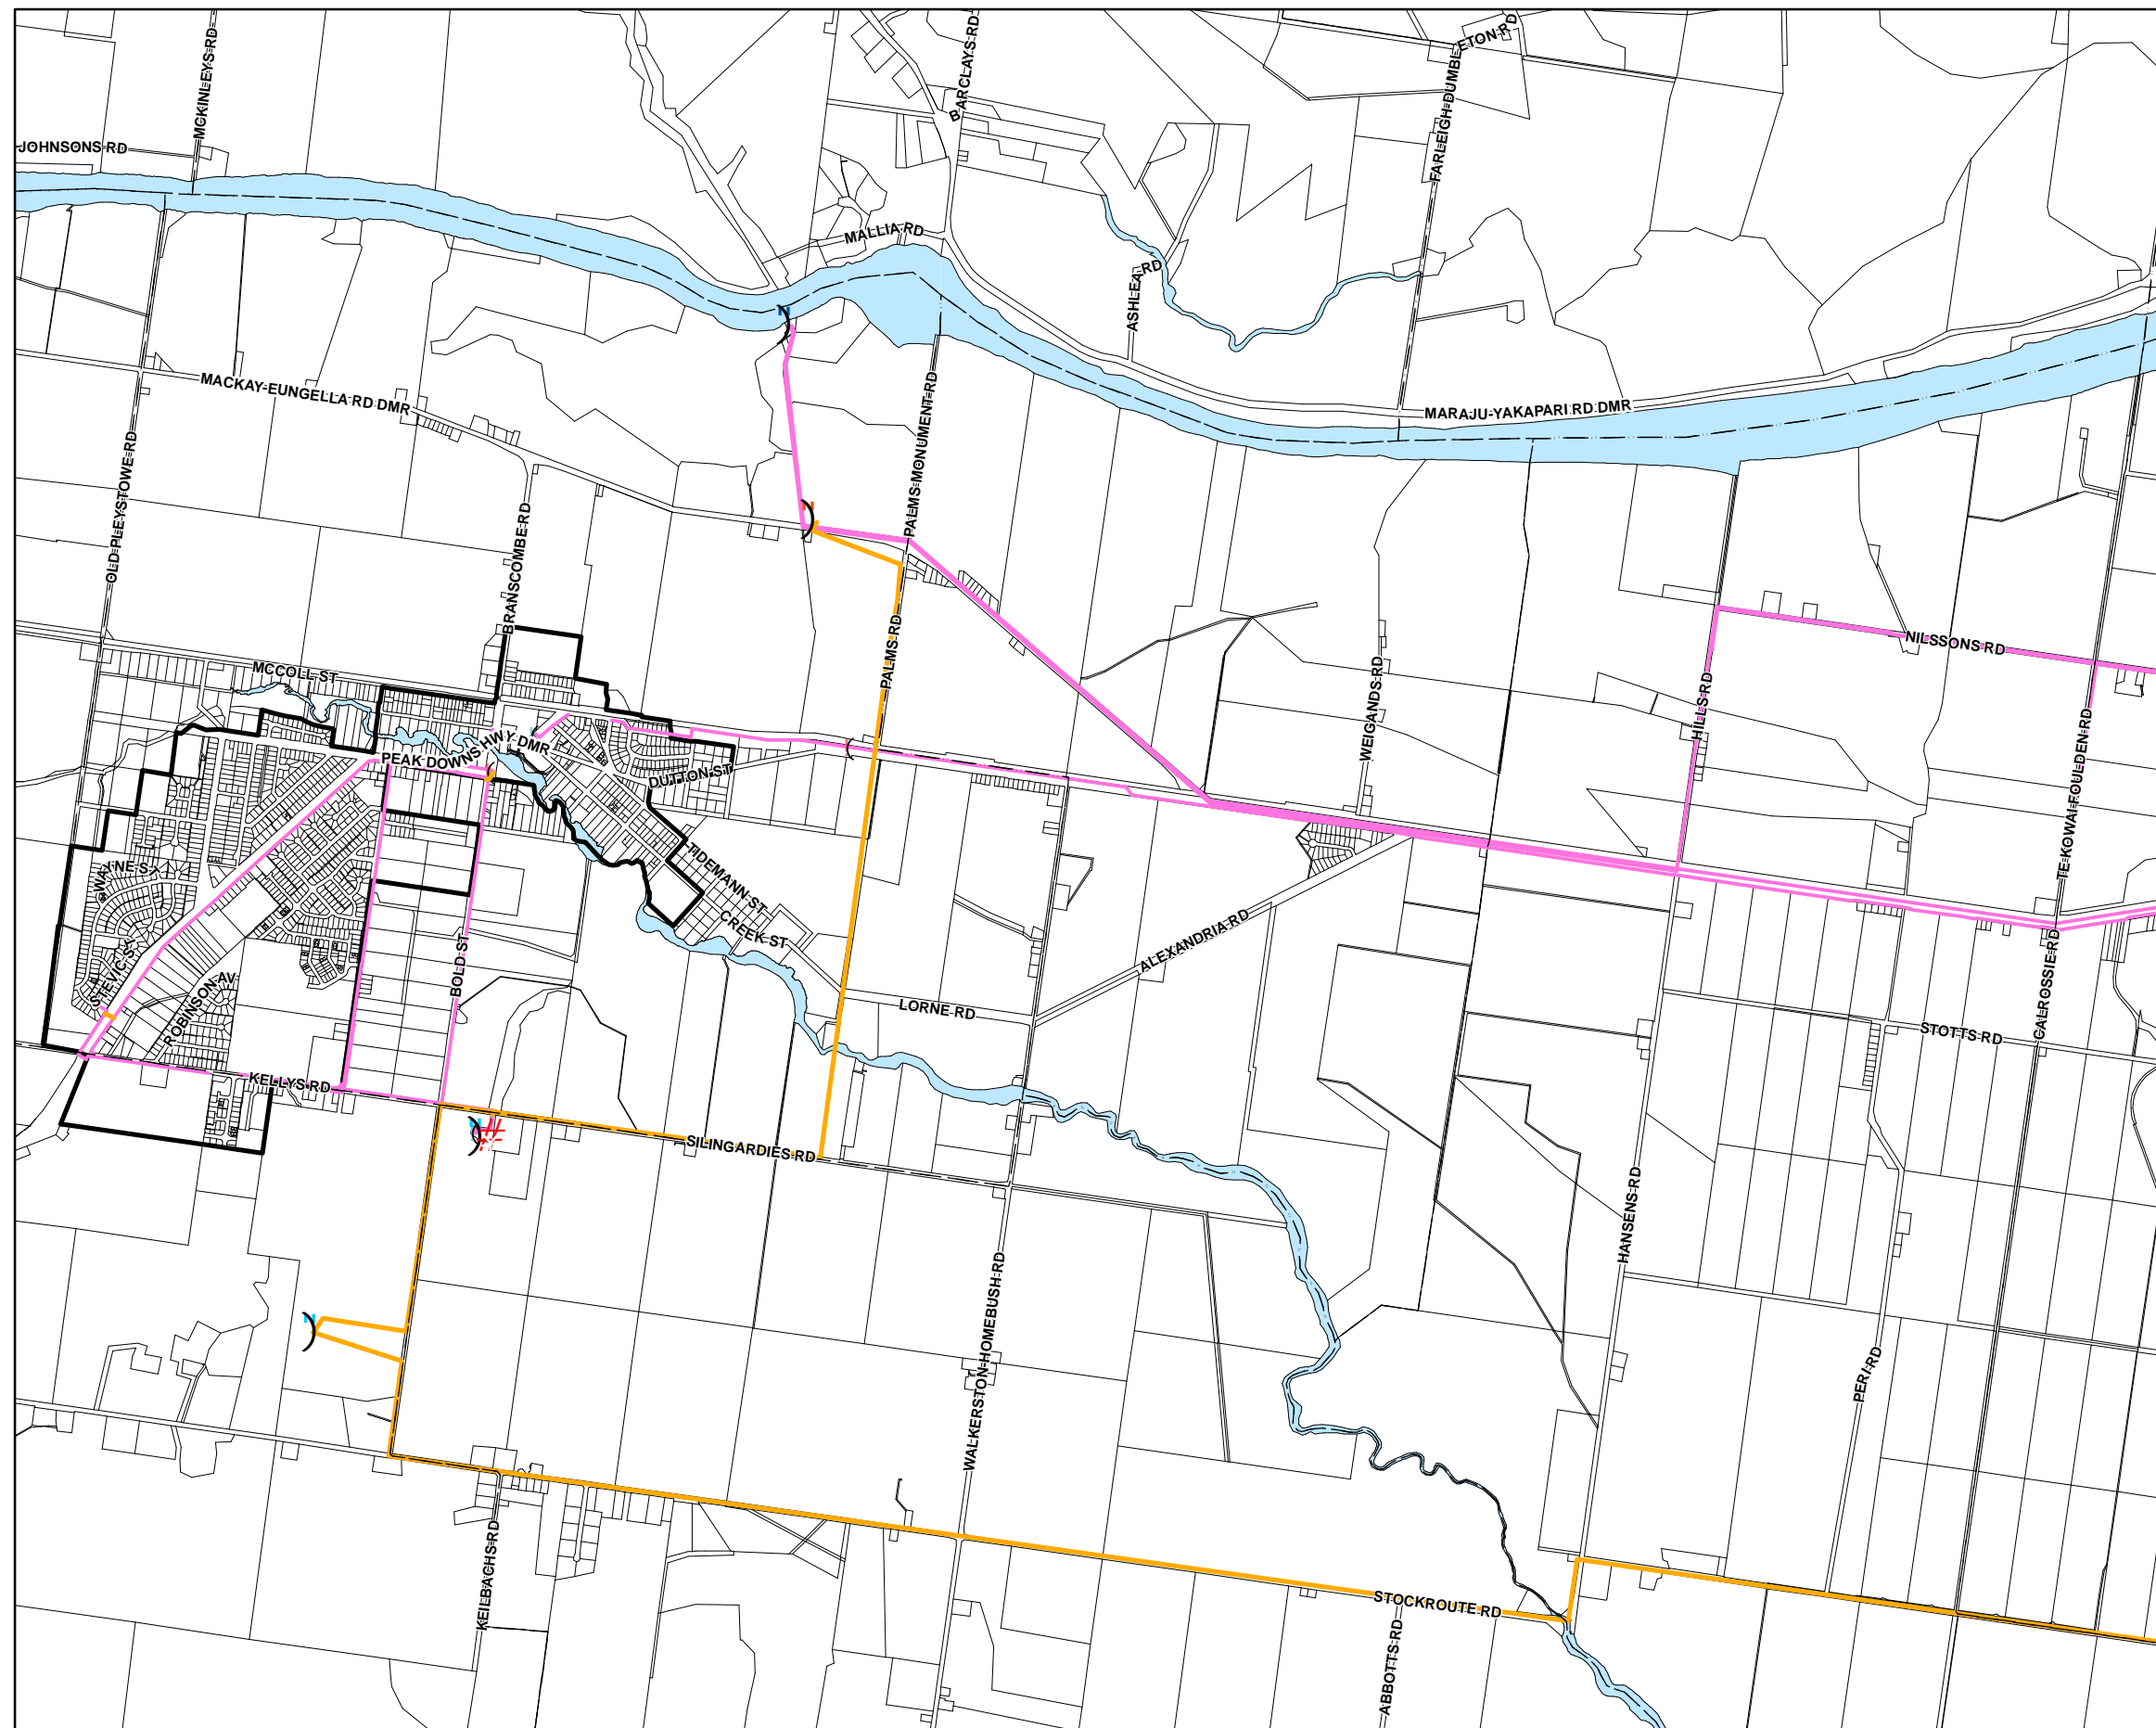 MCKINLEYS RD
BARCLAYS RD
FARLEIGH-DUMBLETON RD
JOHNSONS RD
MALLIA RD
ASHLEA RD
MACKAY-EUNGELLA RD DMR
MARAJU-YAKAPARI RD DMR
PALMS-MONUMENT RD
OLD PLEYSTOWE RD
BRANSCOMBE RD
PALMS RD
NILSSONS RD
MCCOLL ST
WEIGANDS RD
HILLS RD
TE KOWAI-FOULDEN RD
PEAK DOWNS HWY DMR
DUTTON ST
TIDEMANN ST
CREEK ST
ALEXANDRIA RD
STEVIC ST
ROBINSON AV
BOLD ST
LORNE RD
STOTTS RD
CALROSSIE RD
KELLYS RD
SILINGARDIES RD
HANSENS RD
WALKERSTON-HOMEBUSH RD
PERI RD
KEILBACHS RD
STOCKROUTE RD
ABBOTTS RD